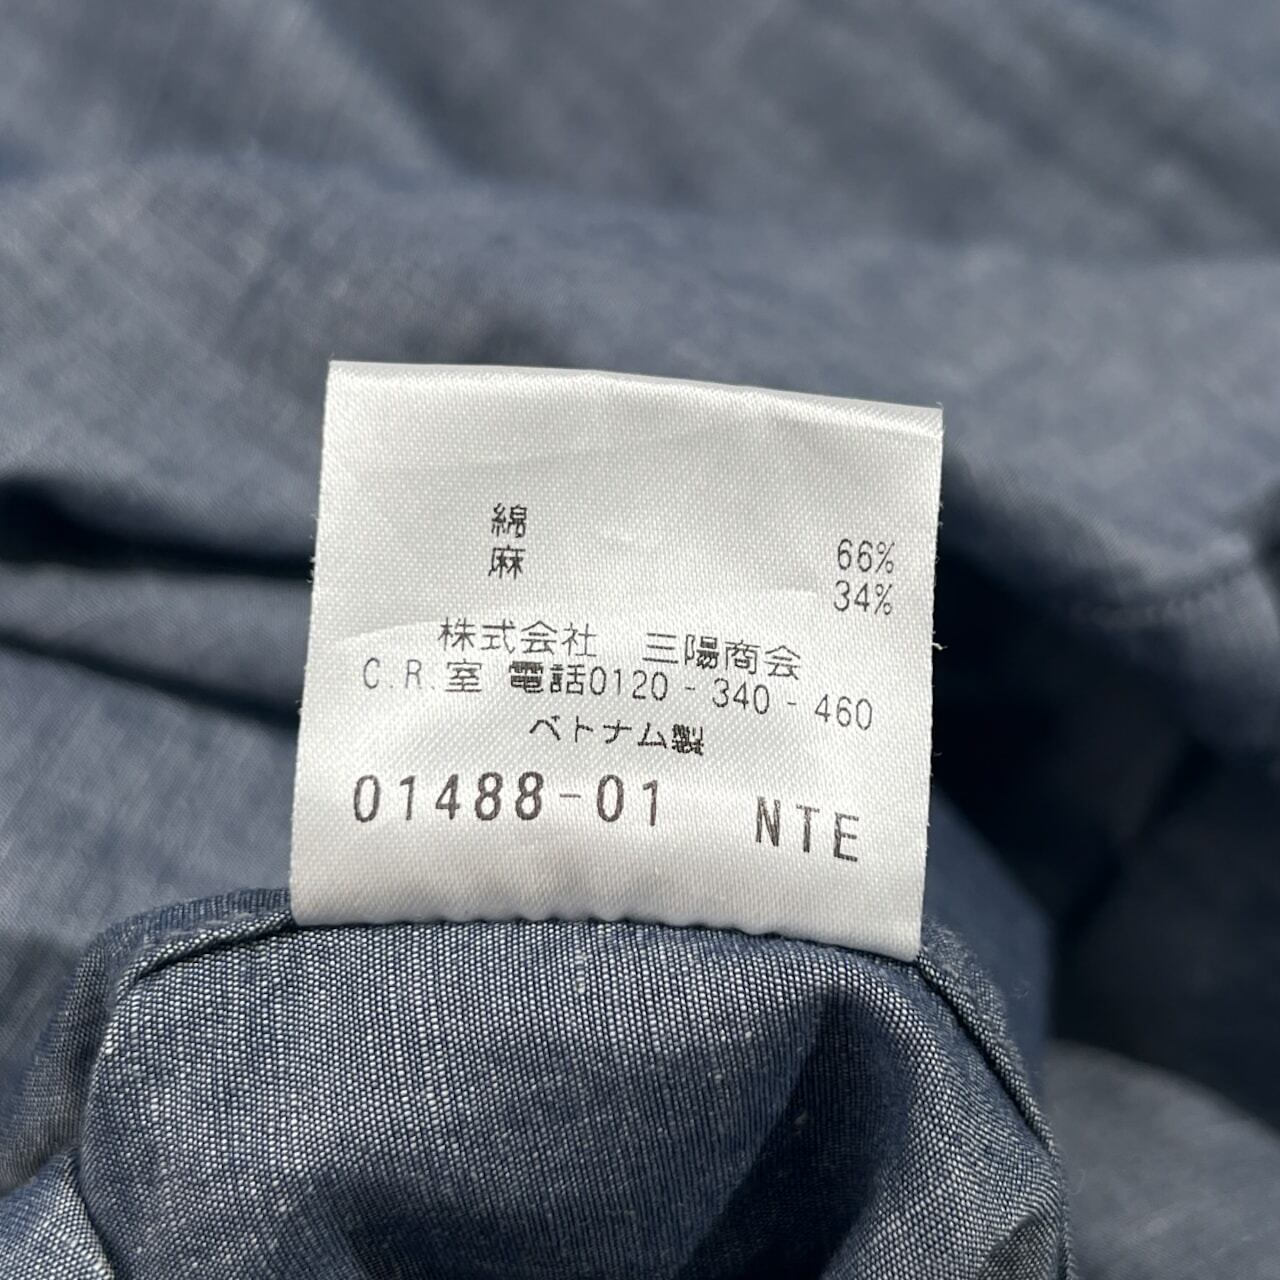 綿 66%
麻 34%
株式会社 三陽商会
C.R.室 電話0120-340-460
ベトナム製
01488-01 NTE